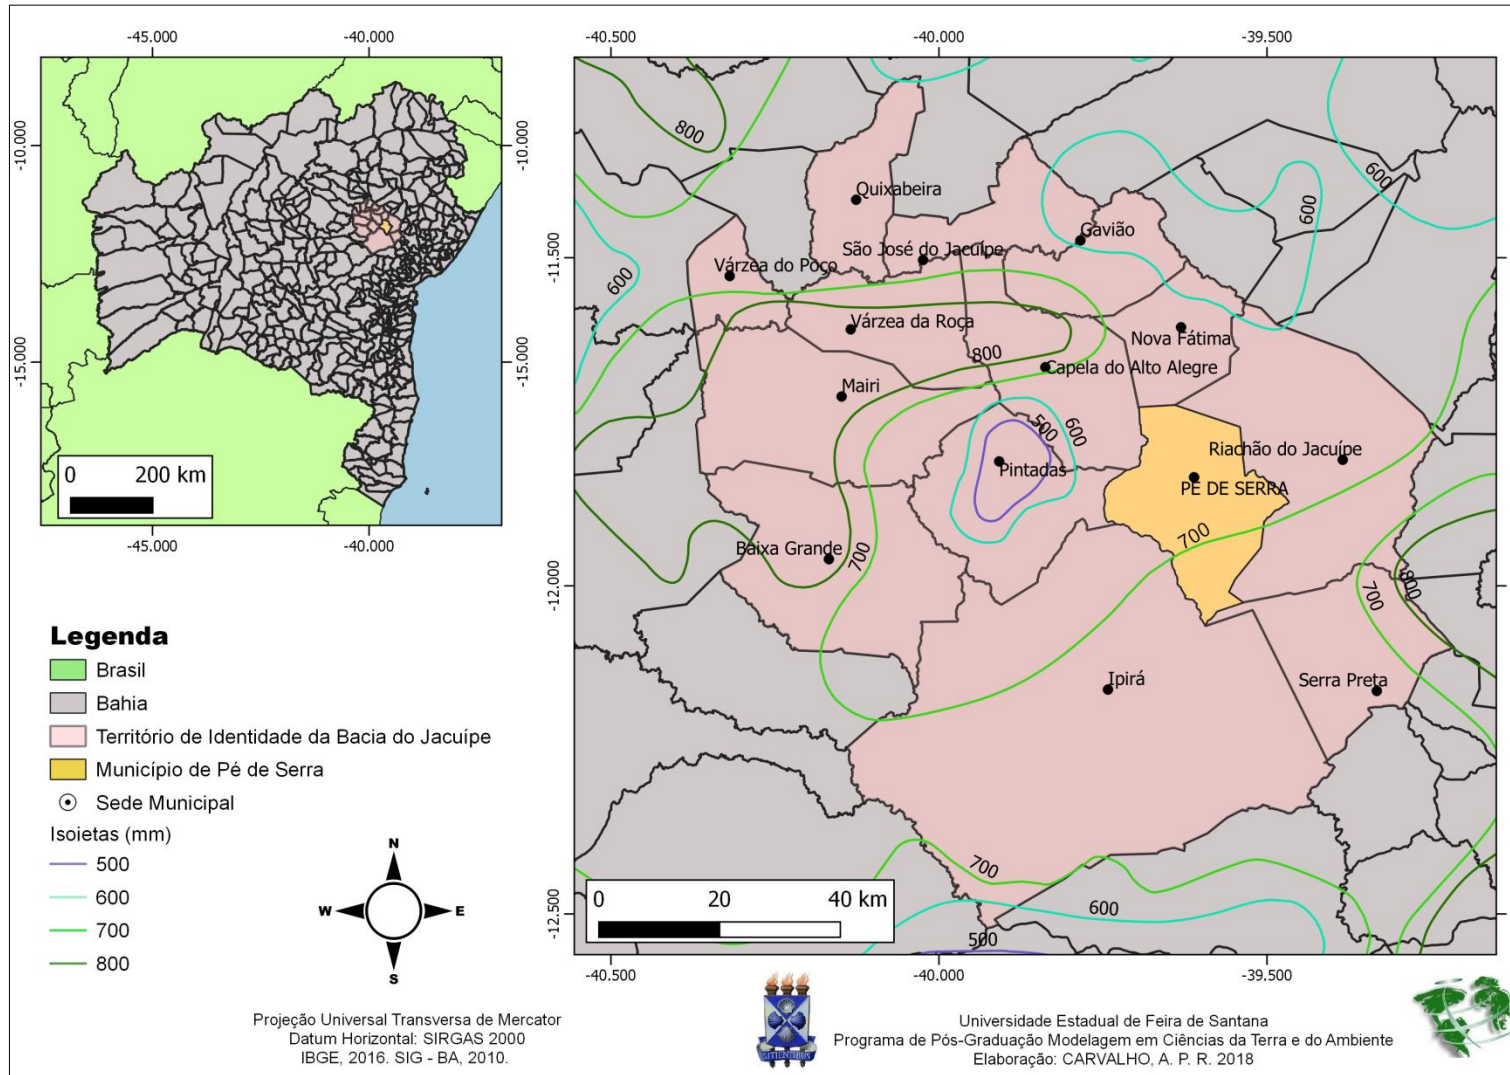 -45.000
-40.000
-10.000
-10.000
-15.000
-15.000
0
200 km
-45.000
-40.000
-40.500
-40.000
-39.500
-11.500
-11.500
-12.000
-12.000
-12.500
-12.500
-40.500
-40.000
-39.500
800
600
600
600
Quixabeira
Gavião
São José do Jacuípe
Várzea do Poço
Várzea da Roça
Nova Fátima
800
Capela do Alto Alegre
Mairi
500
600
Riachão do Jacuípe
Pintadas
PÉ DE SERRA
700
Baixa Grande
700
800
700
Ipirá
Serra Preta
700
600
500
0
20
40 km
Legenda
Brasil
Bahia
Território de Identidade da Bacia do Jacuípe
Município de Pé de Serra
Sede Municipal
Isoietas (mm)
500
600
700
800
N
W
E
S
Projeção Universal Transversa de Mercator
Datum Horizontal: SIRGAS 2000
IBGE, 2016. SIG - BA, 2010.
SITIENTIBUS
Universidade Estadual de Feira de Santana
Programa de Pós-Graduação Modelagem em Ciências da Terra e do Ambiente
Elaboração: CARVALHO, A. P. R. 2018